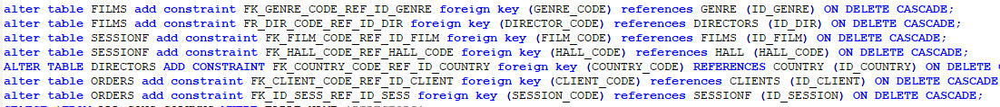 alter table FILMS add constraint FK_GENRE_CODE_REF_ID_GENRE foreign key (GENRE_CODE) references GENRE (ID_GENRE) ON DELETE CASCADE;
alter table FILMS add constraint FR_DIR_CODE_REF_ID_DIR foreign key (DIRECTOR_CODE) references DIRECTORS (ID_DIR) ON DELETE CASCADE;
alter table SESSIONF add constraint FK_FILM_CODE_REF_ID_FILM foreign key (FILM_CODE) references FILMS (ID_FILM) ON DELETE CASCADE;
alter table SESSIONF add constraint FK_HALL_CODE_REF_HALL_CODE foreign key (HALL_CODE) references HALL (HALL_CODE) ON DELETE CASCADE;
ALTER TABLE DIRECTORS ADD CONSTRAINT FK_COUNTRY_CODE_REF_ID_COUNTRY foreign key (COUNTRY_CODE) REFERENCES COUNTRY (ID_COUNTRY) ON DELETE
alter table ORDERS add constraint FK_CLIENT_CODE_REF_ID_CLIENT foreign key (CLIENT_CODE) references CLIENTS (ID_CLIENT) ON DELETE CASCADE
alter table ORDERS add constraint FK_ID_SESS_REF_ID_SESS foreign key (SESSION_CODE) references SESSIONF (ID_SESSION) ON DELETE CASCADE;